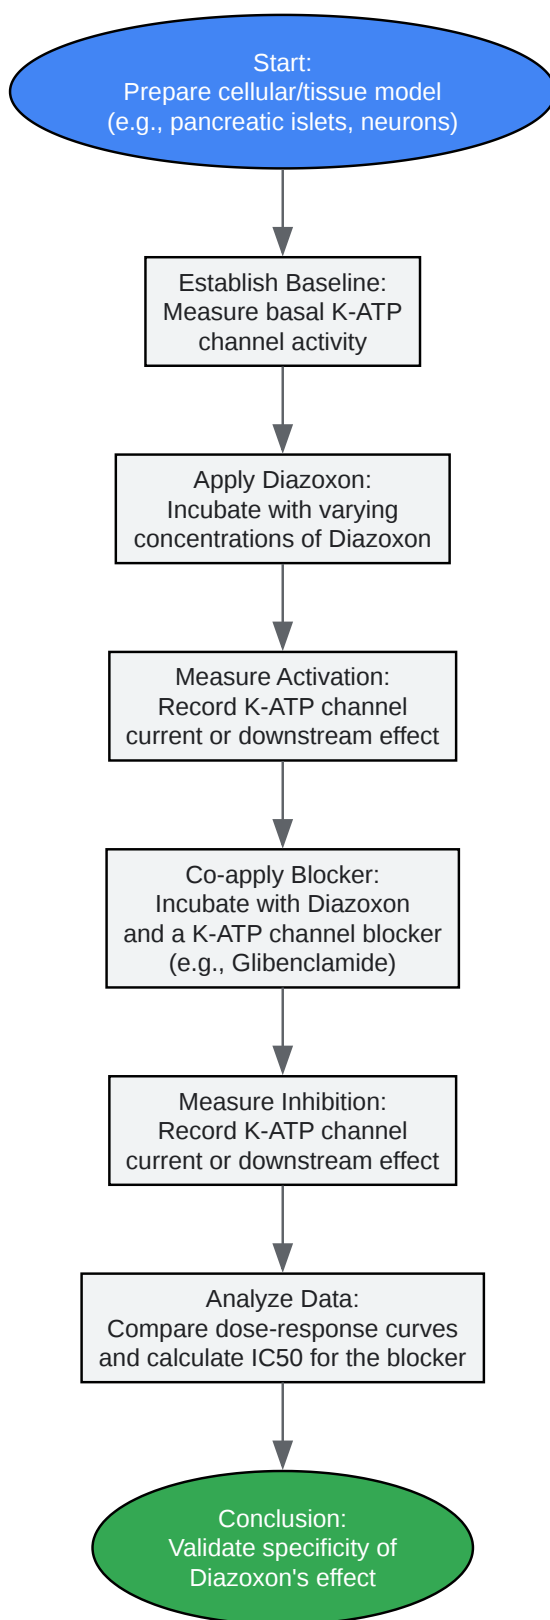 Start:
Prepare cellular/tissue model
(e.g., pancreatic islets, neurons)
Establish Baseline:
Measure basal K-ATP
channel activity
Apply Diazoxon:
Incubate with varying
concentrations of Diazoxon
Measure Activation:
Record K-ATP channel
current or downstream effect
Co-apply Blocker:
Incubate with Diazoxon
and a K-ATP channel blocker
(e.g., Glibenclamide)
Measure Inhibition:
Record K-ATP channel
current or downstream effect
Analyze Data:
Compare dose-response curves
and calculate IC50 for the blocker
Conclusion:
Validate specificity of
Diazoxon's effect